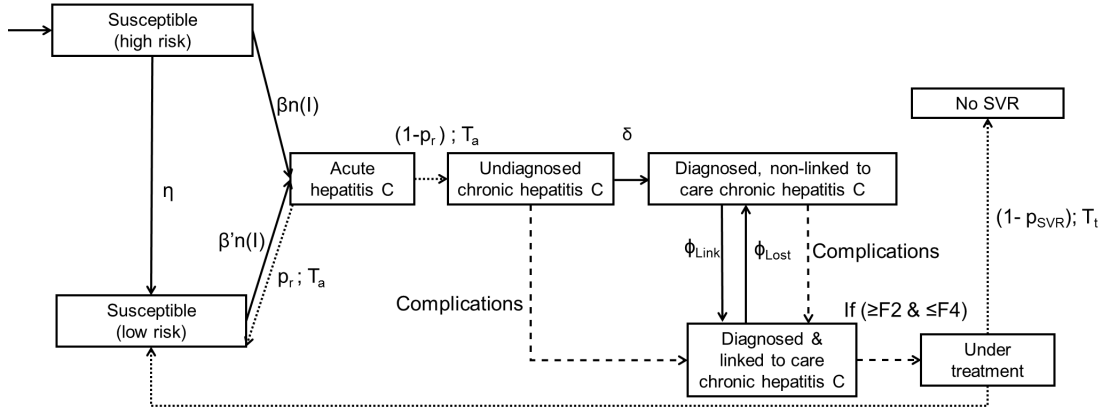 Susceptible
(high risk)
βn(I)
η
β'n(I)
pr ; Ta
Susceptible
(low risk)
Acute
hepatitis C
(1-pr ) ; Ta
Undiagnosed
chronic hepatitis C
δ
Diagnosed, non-linked to
care chronic hepatitis C
ϕLink
ϕLost
Complications
Complications
Diagnosed &
linked to care
chronic hepatitis C
If (≥F2 & ≤F4)
Under
treatment
(1- pSVR); Tt
No SVR